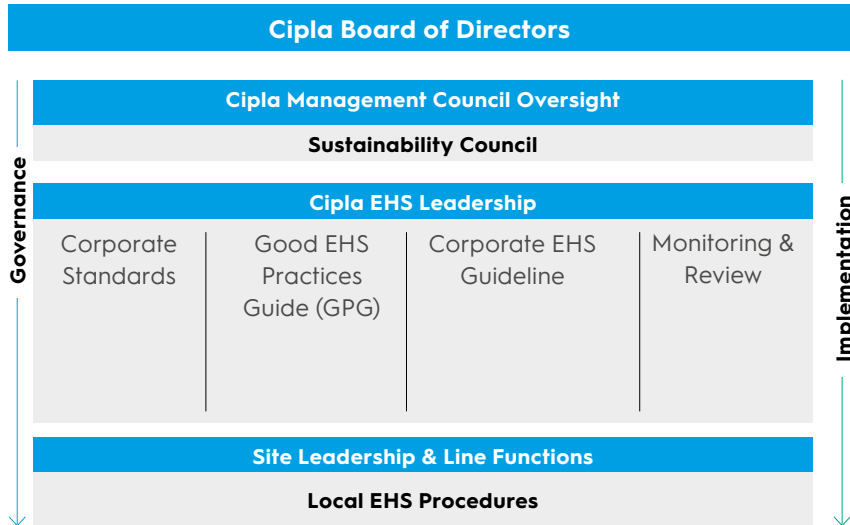 Cipla Board of Directors
Cipla Management Council Oversight
Sustainability Council
Governance
Implementation
Cipla EHS Leadership
Corporate
Standards
Good EHS
Practices
Guide (GPG)
Corporate EHS
Guideline
Monitoring &
Review
Site Leadership & Line Functions
Local EHS Procedures